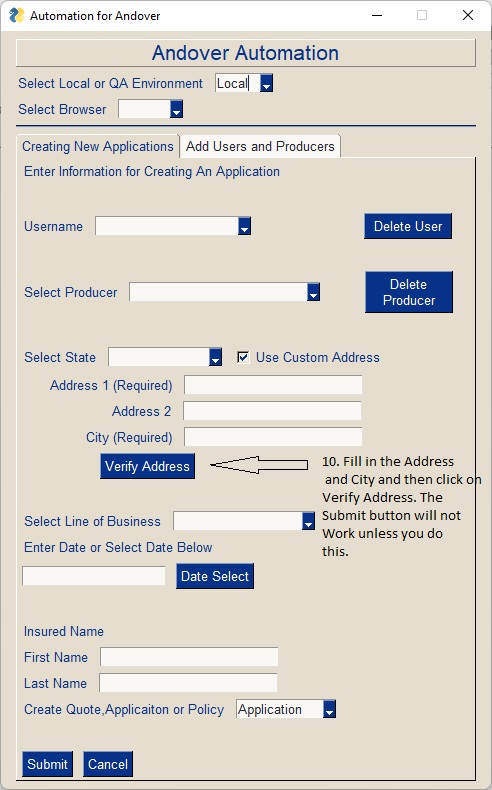 Automation for Andover
Andover Automation
Select Local or QA Environment Local
Select Browser
Creating New Applications Add Users and Producers
Enter Information for Creating An Application
Username Delete User
Select Producer Delete
Producer
Select State Use Custom Address
Address 1 (Required)
Address 2
City (Required)
Verify Address
10. Fill in the Address
and City and then click on
Verify Address. The
Submit button will not
Work unless you do
this.
Select Line of Business
Enter Date or Select Date Below
Date Select
Insured Name
First Name
Last Name
Create Quote,Applicaiton or Policy Application
Submit Cancel